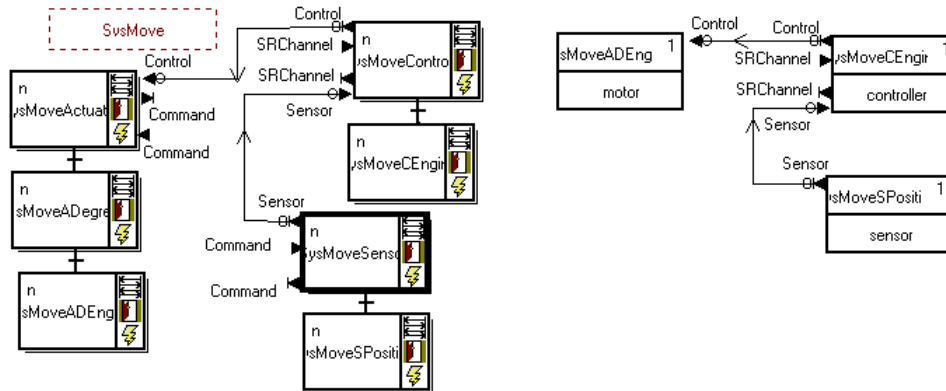 SysMove
Control
n
ysMoveContro
SRChannel
SRChannel
Sensor
Control
n
ysMoveActuat
Command
Command
n
ysMoveCEngir
n
sMoveADegre
Sensor
n
ysMoveSenso
Command
Command
n
sMoveADEng
n
sMoveSPositi
Control
Control
1
sMoveADEng
motor
SRChannel
1
sMoveCEngir
SRChannel
controller
Sensor
Sensor
1
sMoveSPositi
sensor